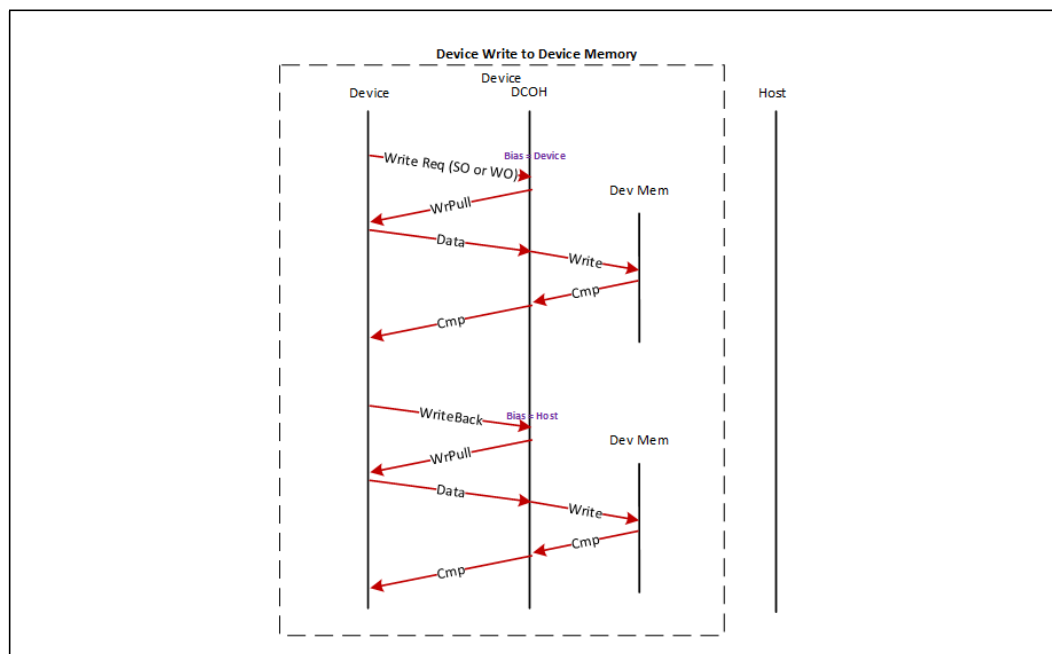 Device Write to Device Memory
Device
Device
DCOH
Host
Write Req (SO or WO)
Bias = Device
WrPull
Dev Mem
Data
Write
Cmp
Cmp
WriteBack
Bias = Host
WrPull
Dev Mem
Data
Write
Cmp
Cmp